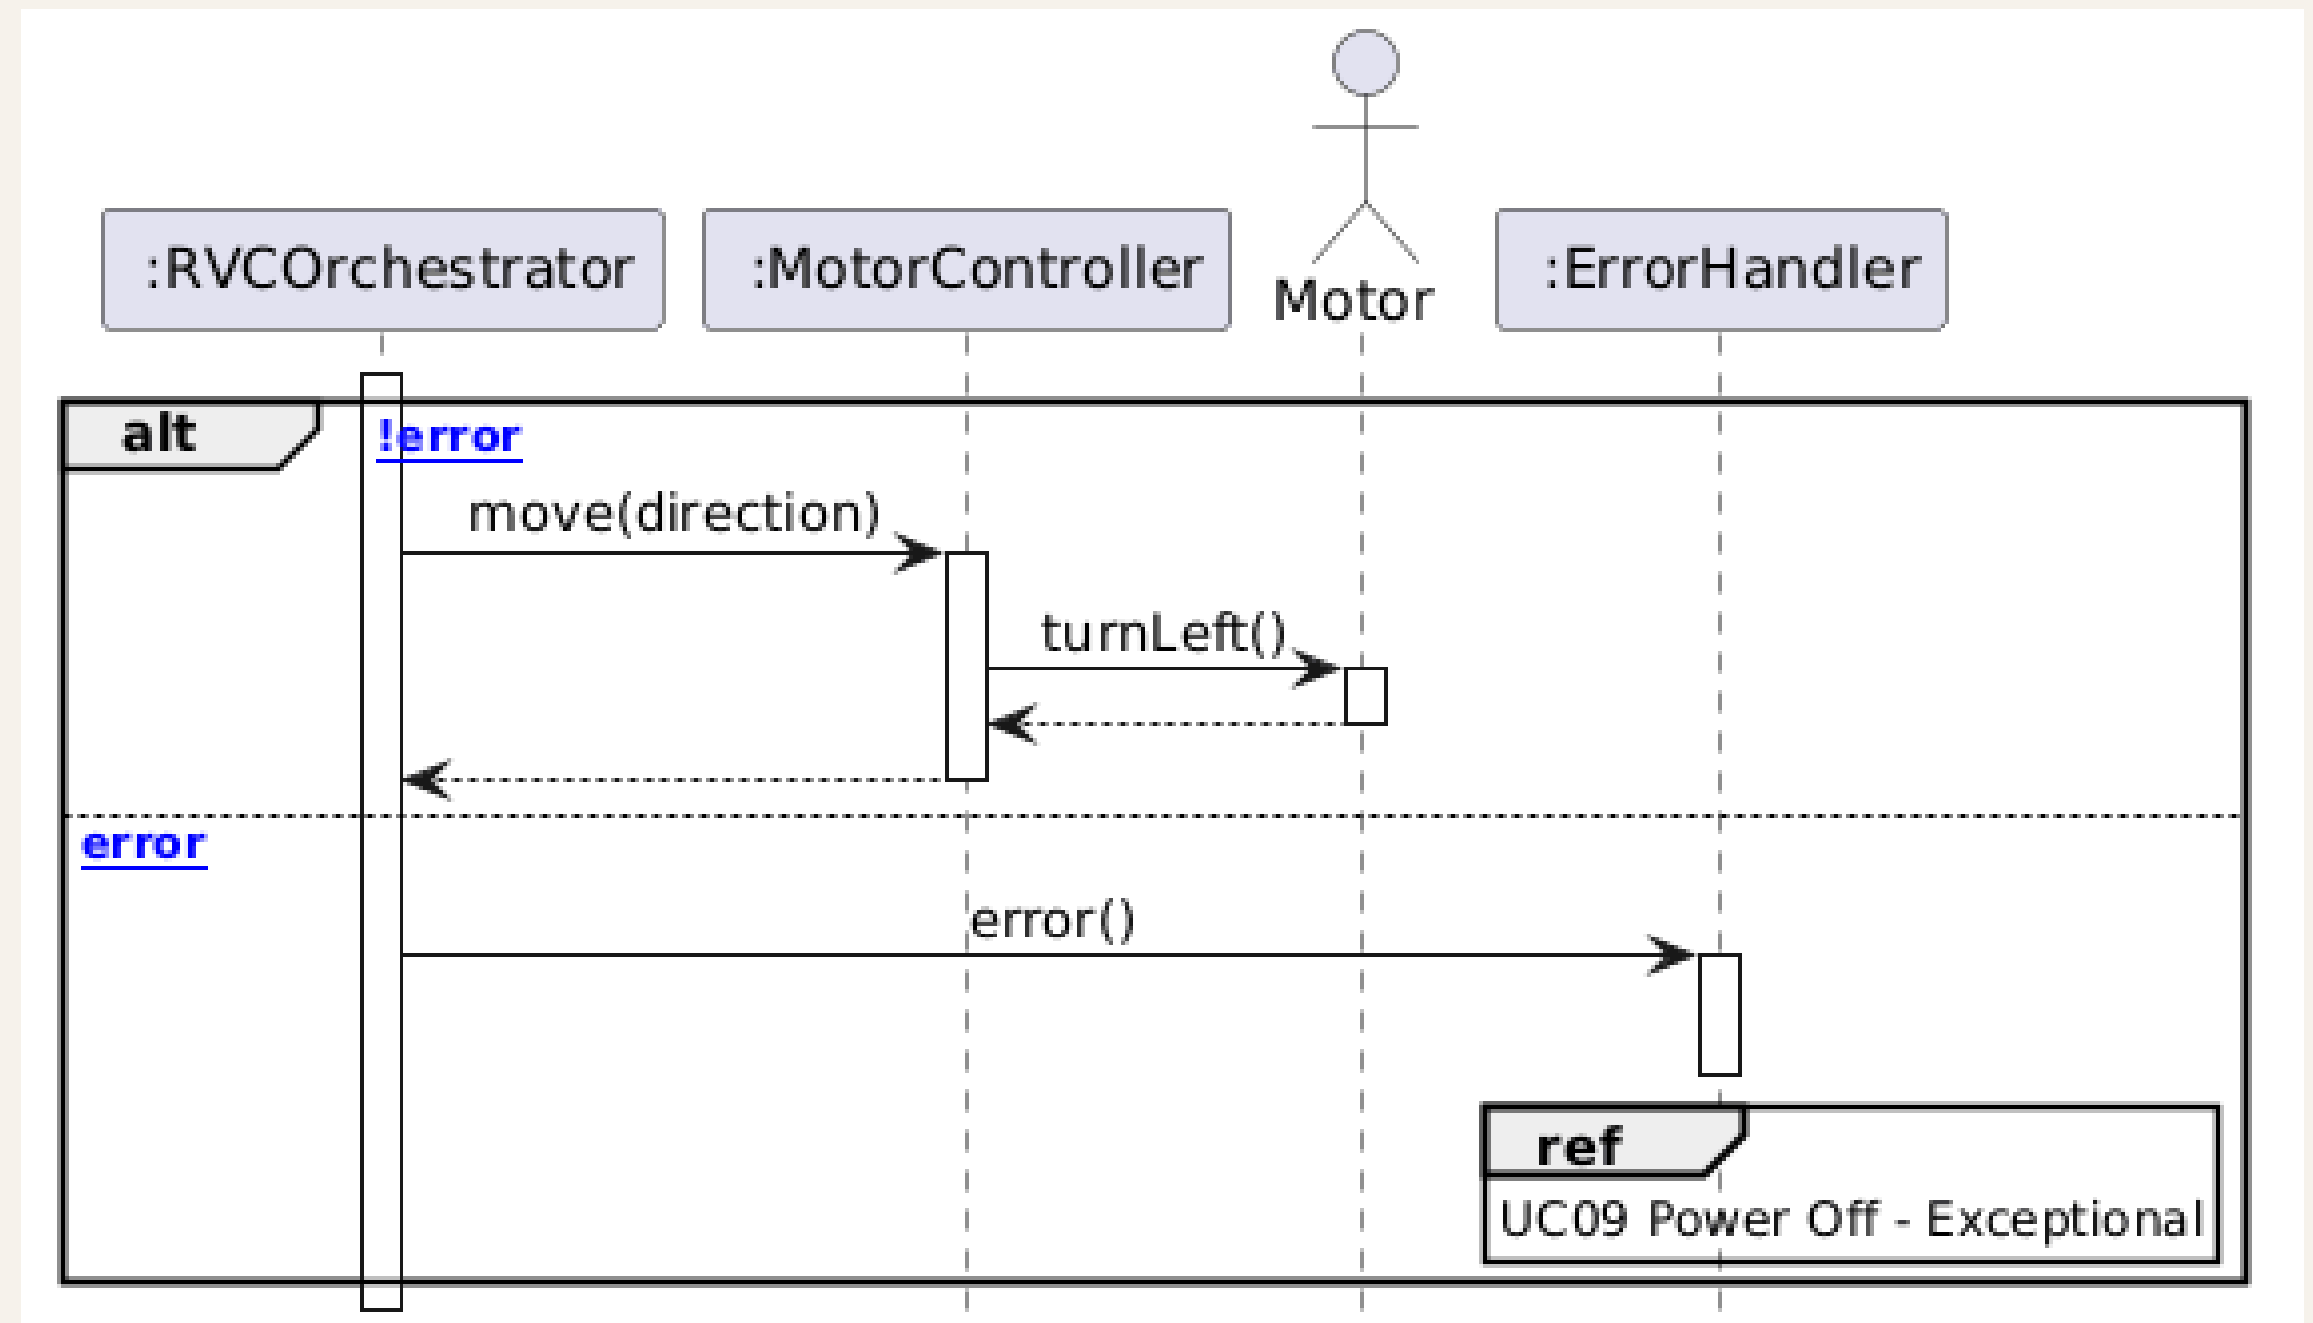 :RVCOrchestrator
:MotorController
Motor
:ErrorHandler
alt
!error
move(direction)
turnLeft()
error
error()
ref
UC09 Power Off - Exceptional